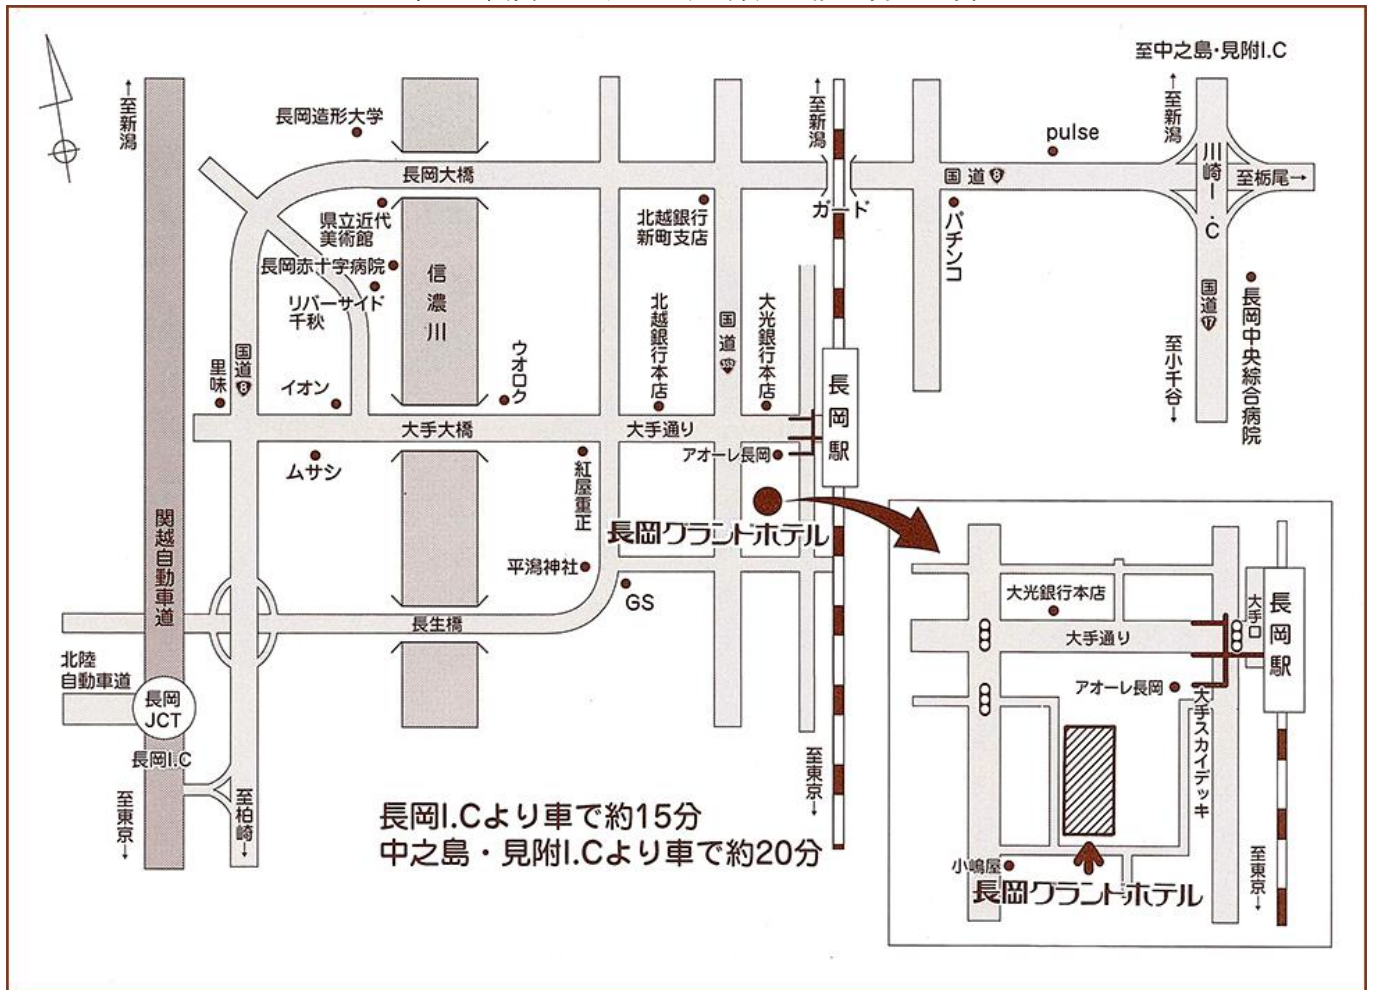 至中之島・見附I.C
↑至新潟
↑至新潟
↑至新潟
長岡造形大学
pulse
長岡大橋
国道8
川崎I.C
至栃尾→
県立近代
美術館
北越銀行
新町支店
ガード
パチンコ
長岡赤十字病院
リバーサイド
千秋
信濃川
国道17
長岡中央綜合病院
至小千谷↓
里味
国道8
イオン
ウオロク
北越銀行本店
国道
大光銀行本店
長岡駅
大手大橋
大手通り
アオーレ長岡
ムサシ
紅屋重正
長岡グランドホテル
関越自動車道
平潟神社
GS
長生橋
北陸
自動車道
長岡
JCT
長岡I.C
至東京↓
至柏崎↓
至東京↓
長岡I.Cより車で約15分
中之島・見附I.Cより車で約20分
大光銀行本店
大手口
長岡駅
大手通り
アオーレ長岡
大手スカイデッキ
小嶋屋
至東京↓
長岡グランドホテル